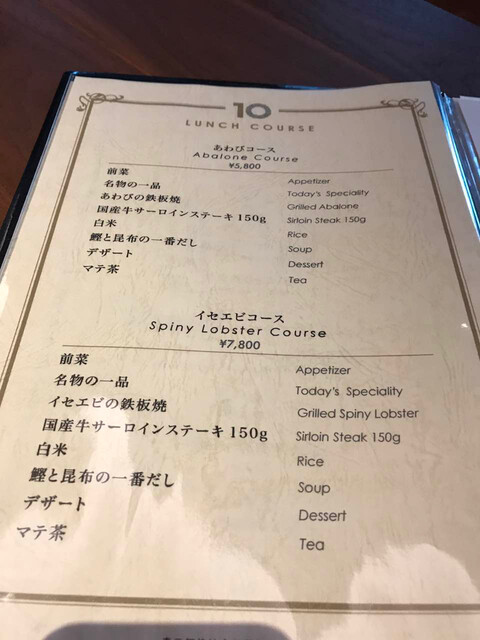 10
LUNCH COURSE
あわびコース
Abalone Course
¥5,800
前菜 Appetizer
名物の一品 Today's Speciality
あわびの鉄板焼 Grilled Abalone
国産牛サーロインステーキ150g Sirloin Steak 150g
白米 Rice
鰹と昆布の一番だし Soup
デザート Dessert
マテ茶 Tea
イセエビコース
Spiny Lobster Course
¥7,800
前菜 Appetizer
名物の一品 Today's Speciality
イセエビの鉄板焼 Grilled Spiny Lobster
国産牛サーロインステーキ150g Sirloin Steak 150g
白米 Rice
鰹と昆布の一番だし Soup
デザート Dessert
マテ茶 Tea